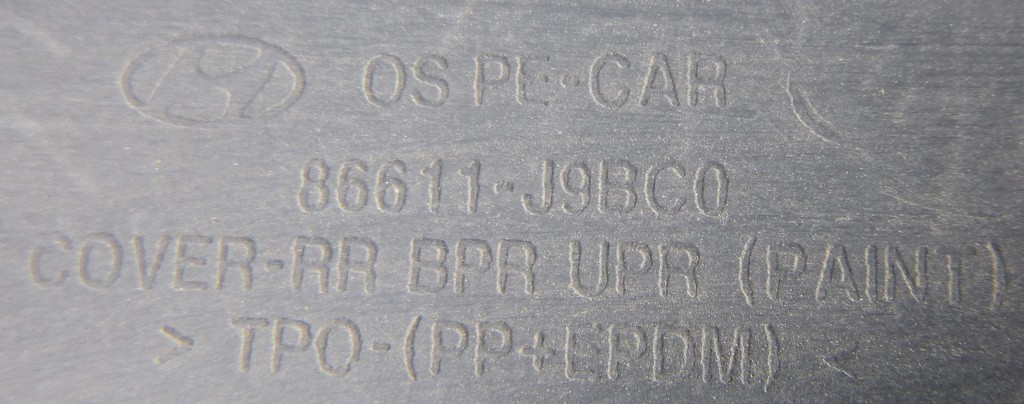 OS PE-CAR
86611-J9BC0
COVER-RR BPR UPR (PAINT)
> TPO-(PP+EPDM) <